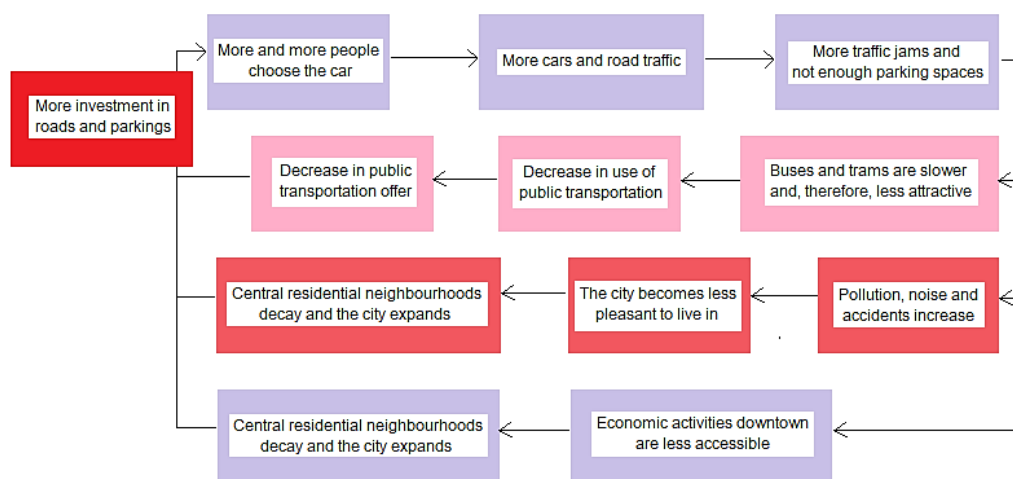 More and more people
choose the car
More cars and road traffic
More traffic jams and
not enough parking spaces
More investment in
roads and parkings
Decrease in public
transportation offer
Decrease in use of
public transportation
Buses and trams are slower
and, therefore, less attractive
Central residential neighbourhoods
decay and the city expands
The city becomes less
pleasant to live in
Pollution, noise and
accidents increase
Central residential neighbourhoods
decay and the city expands
Economic activities downtown
are less accessible